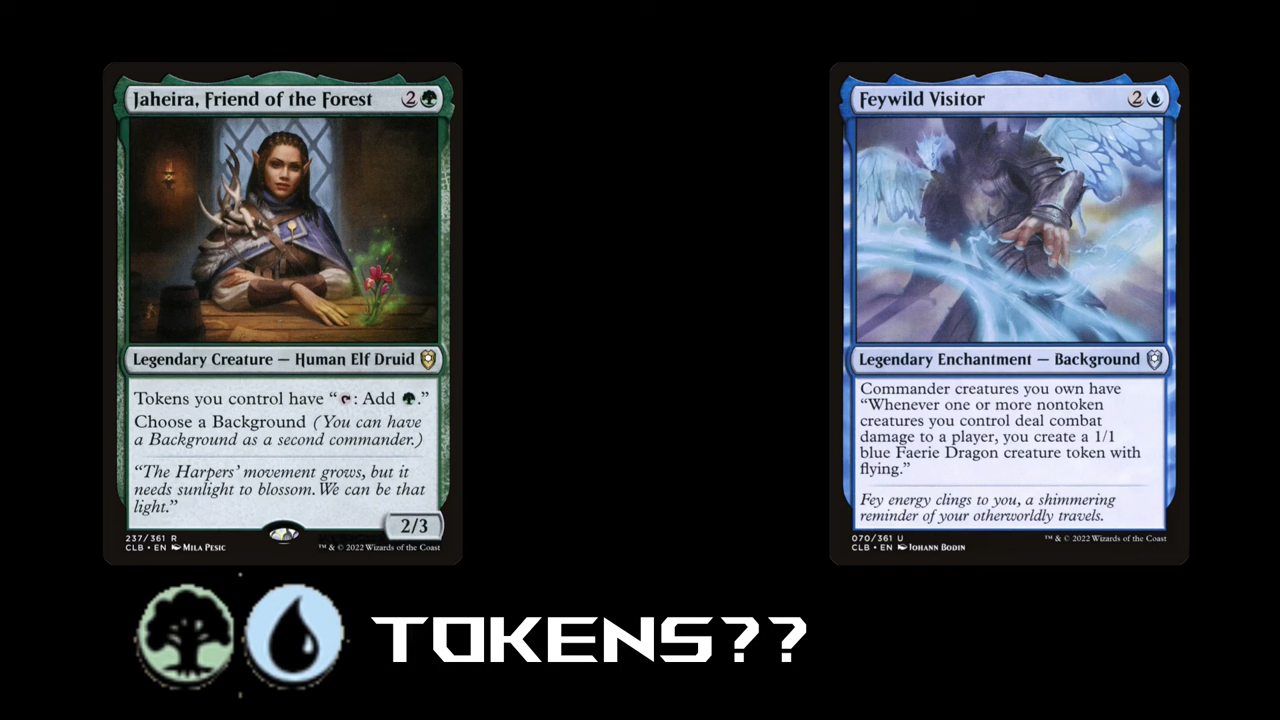 Jaheira, Friend of the Forest 2
Legendary Creature — Human Elf Druid
Tokens you control have “: Add .”
Choose a Background (You can have
a Background as a second commander.)
“The Harpers’ movement grows, but it
needs sunlight to blossom. We can be that
light.”
2/3
237/361 R
CLB • EN Mila Pesic
™ & © 2022 Wizards of the Coast
Feywild Visitor 2
Legendary Enchantment — Background
Commander creatures you own have
“Whenever one or more nontoken
creatures you control deal combat
damage to a player, you create a 1/1
blue Faerie Dragon creature token with
flying.”
Fey energy clings to you, a shimmering
reminder of your otherworldly travels.
070/361 U
CLB • EN Johann Bodin
™ & © 2022 Wizards of the Coast
TOKENS??